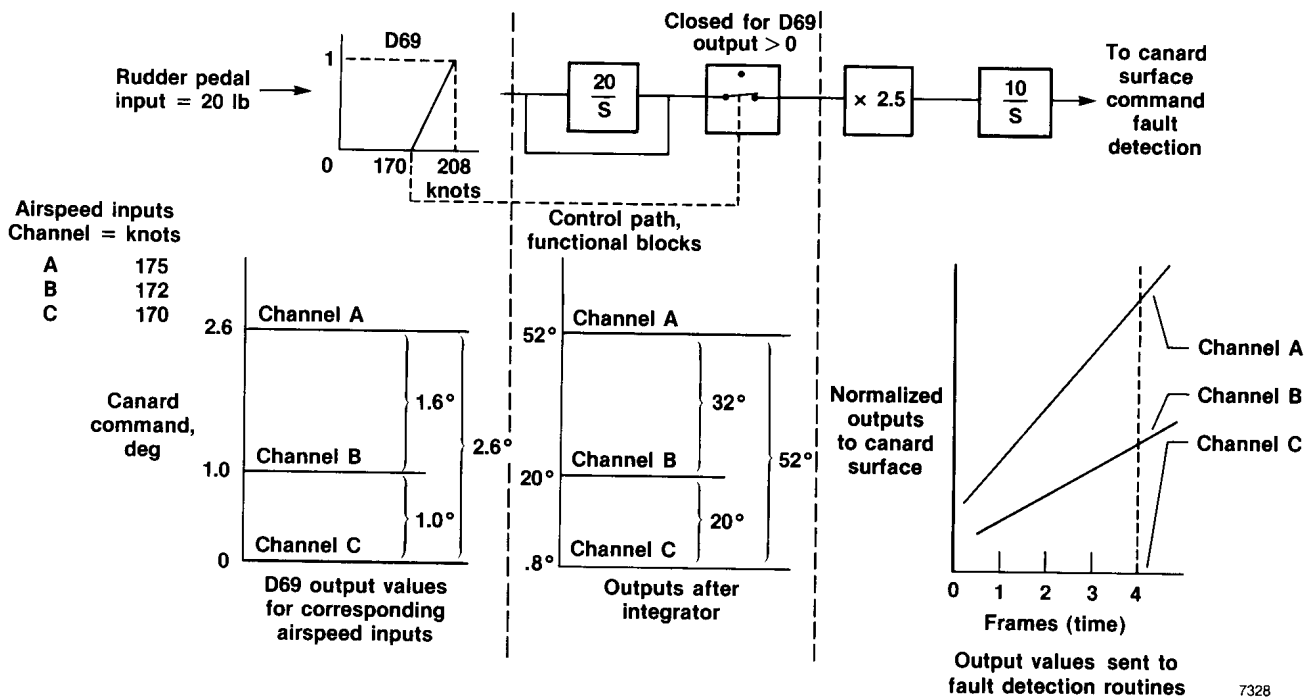 D69
1
Rudder pedal
input = 20 lb
0 170 208
knots
20
S
Closed for D69
output > 0
× 2.5
10
S
To canard
surface
command
fault
detection
Control path,
functional blocks
Airspeed inputs
Channel = knots
A 175
B 172
C 170
Canard
command,
deg
2.6
1.0
0
Channel A
Channel B
Channel C
1.6°
1.0°
2.6°
D69 output values
for corresponding
airspeed inputs
52°
20°
.8°
Channel A
Channel B
Channel C
32°
20°
52°
Outputs after
integrator
Normalized
outputs
to canard
surface
Channel A
Channel B
Channel C
0 1 2 3 4
Frames (time)
Output values sent to
fault detection routines
7328